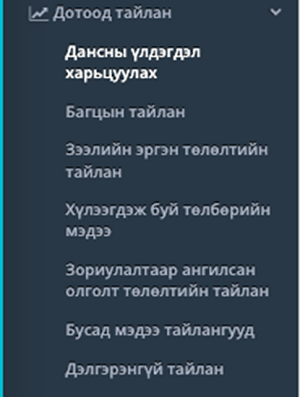 Дотоод тайлан
Дансны үлдэгдэл
харьцуулах
Багцын тайлан
Зээлийн эргэн төлөлтийн
тайлан
Хүлээгдэж буй төлбөрийн
мэдээ
Зориулалтаар ангилсан
олголт төлөлтийн тайлан
Бусад мэдээ тайлангууд
Дэлгэрэнгүй тайлан